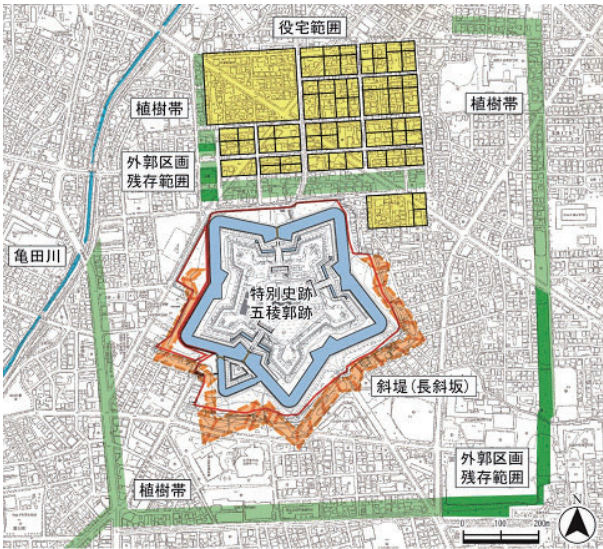 役宅範囲
植樹帯
植樹帯
外郭区画
残存範囲
亀田川
特別史跡
五稜郭跡
斜堤(長斜坂)
外郭区画
残存範囲
植樹帯
N
0 100 200m